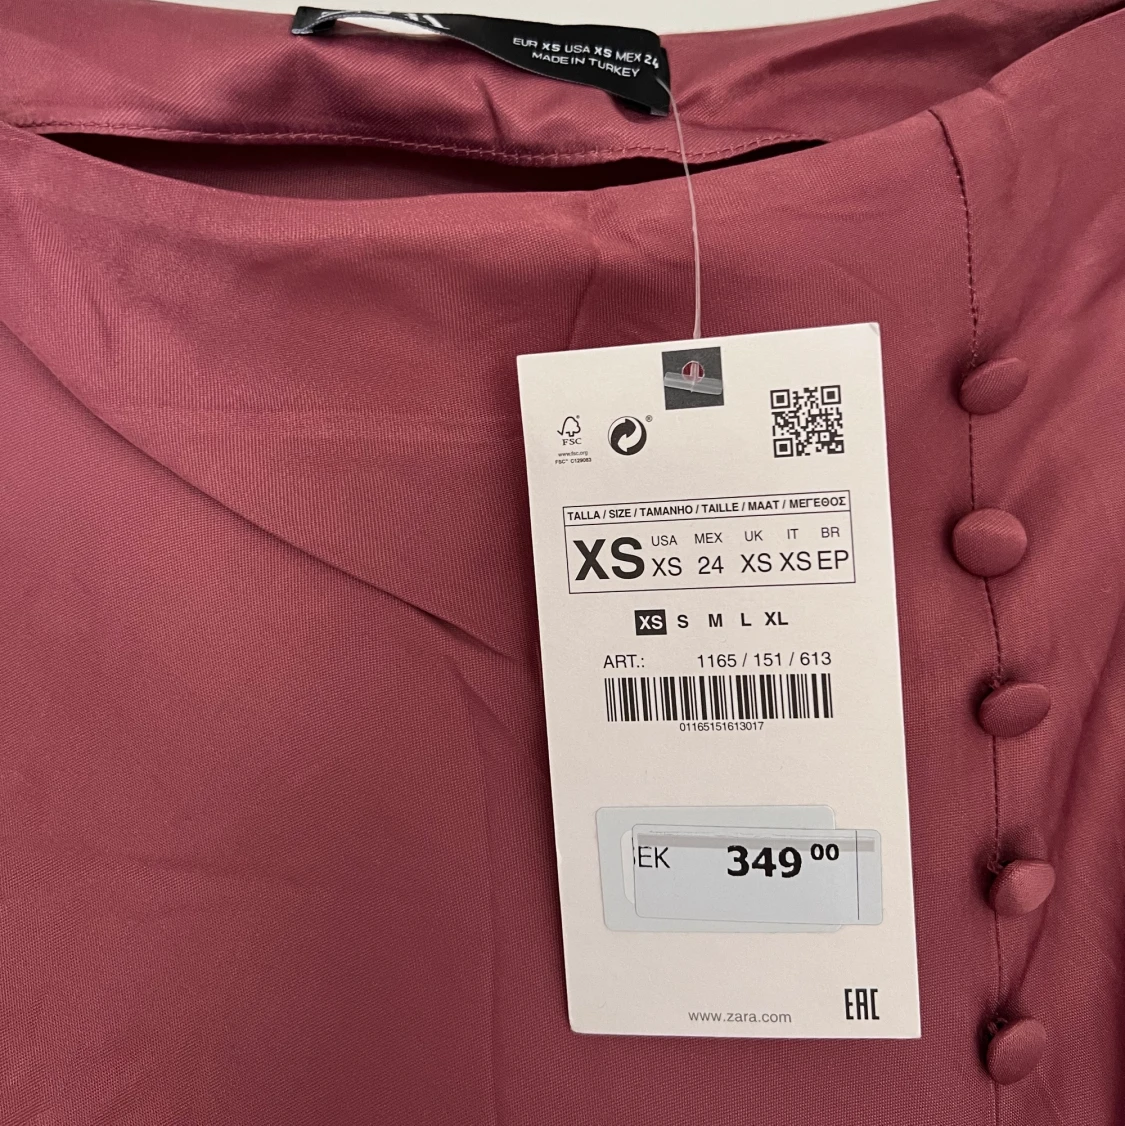 EUR XS USA XS MEX 24
MADE IN TURKEY
®
FSC
www.fsc.org
FSC® C129083
TALLA / SIZE / TAMANHO / TAILLE / MAAT / ΜΕΓΕΘΟΣ
XS USA XS MEX 24 UK XS IT XS BR EP
XS S M L XL
ART.: 1165 / 151 / 613
01165151613017
EK 349 00
www.zara.com
EAC